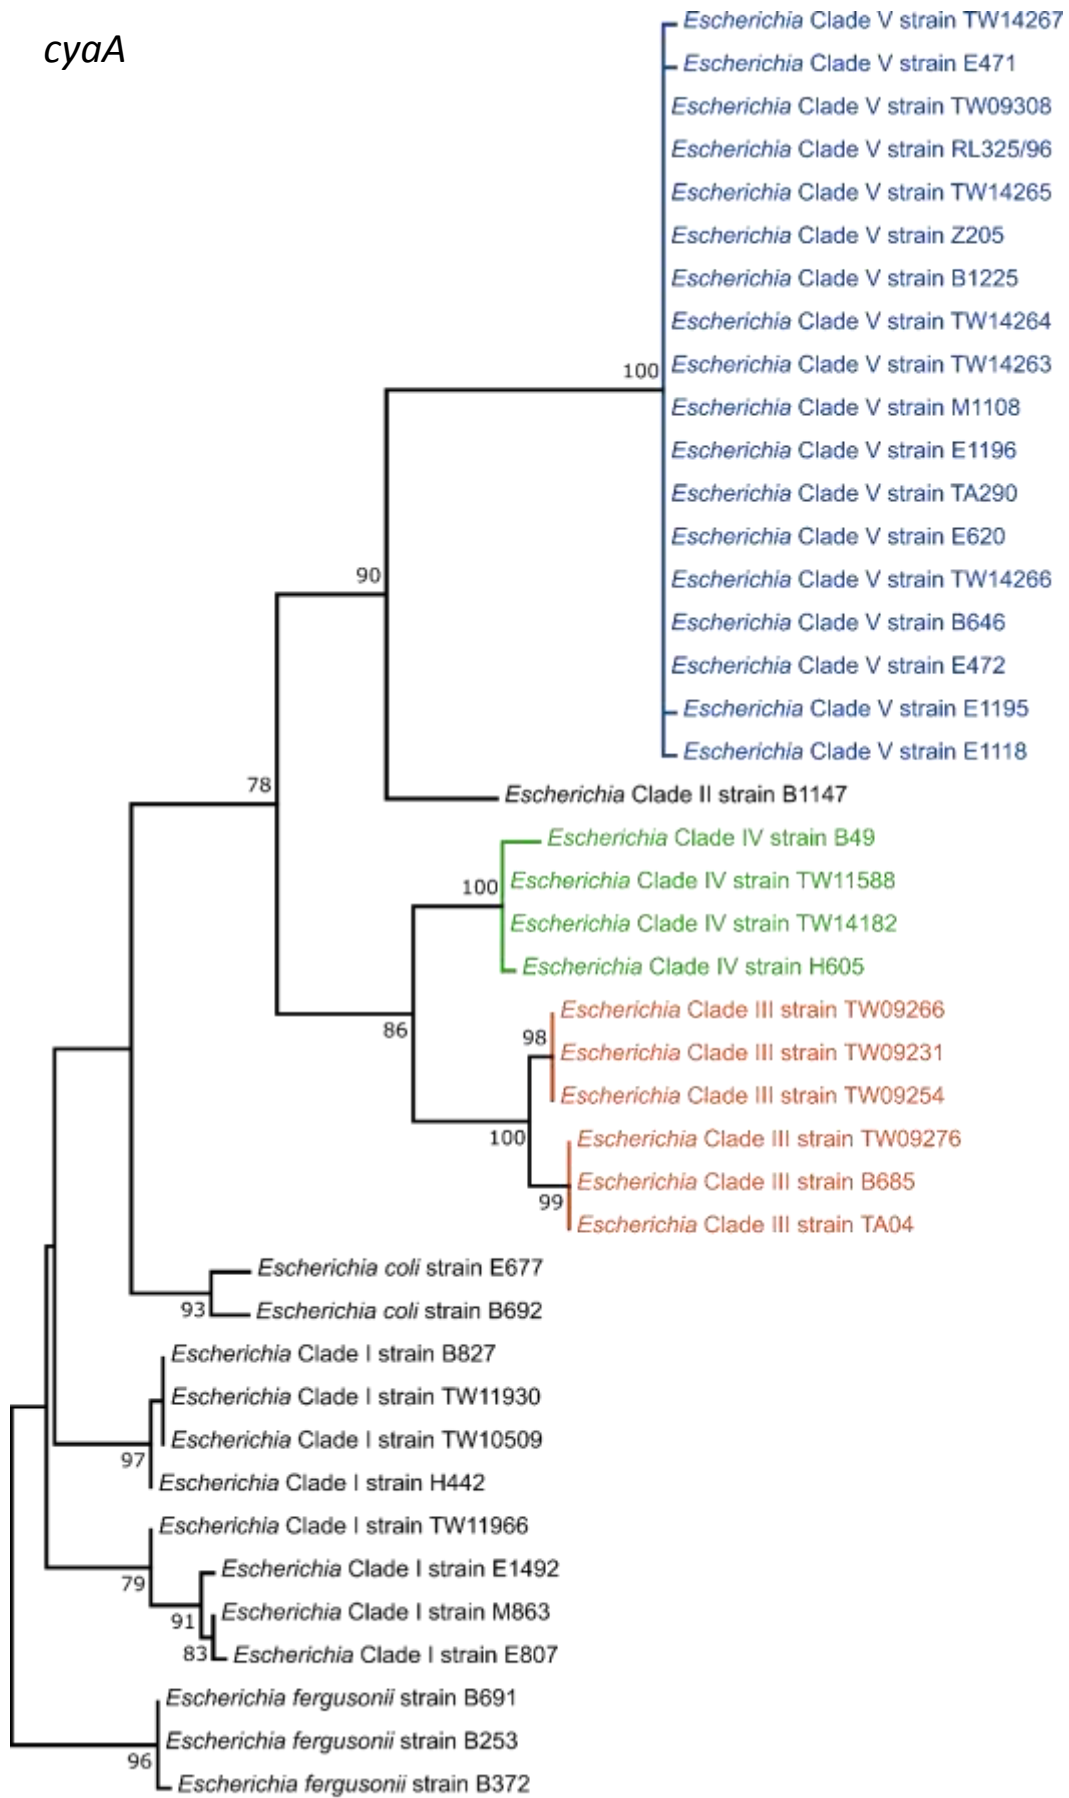 cyaA
Escherichia Clade V strain TW14267
Escherichia Clade V strain E471
Escherichia Clade V strain TW09308
Escherichia Clade V strain RL325/96
Escherichia Clade V strain TW14265
Escherichia Clade V strain Z205
Escherichia Clade V strain B1225
Escherichia Clade V strain TW14264
Escherichia Clade V strain TW14263
100
Escherichia Clade V strain M1108
Escherichia Clade V strain E1196
Escherichia Clade V strain TA290
Escherichia Clade V strain E620
90
Escherichia Clade V strain TW14266
Escherichia Clade V strain B646
Escherichia Clade V strain E472
Escherichia Clade V strain E1195
Escherichia Clade V strain E1118
78
Escherichia Clade II strain B1147
Escherichia Clade IV strain B49
100
Escherichia Clade IV strain TW11588
Escherichia Clade IV strain TW14182
Escherichia Clade IV strain H605
Escherichia Clade III strain TW09266
86
98
Escherichia Clade III strain TW09231
Escherichia Clade III strain TW09254
100
Escherichia Clade III strain TW09276
Escherichia Clade III strain B685
99
Escherichia Clade III strain TA04
Escherichia coli strain E677
93
Escherichia coli strain B692
Escherichia Clade I strain B827
Escherichia Clade I strain TW11930
Escherichia Clade I strain TW10509
97
Escherichia Clade I strain H442
Escherichia Clade I strain TW11966
Escherichia Clade I strain E1492
79
Escherichia Clade I strain M863
91
83
Escherichia Clade I strain E807
Escherichia fergusonii strain B691
Escherichia fergusonii strain B253
96
Escherichia fergusonii strain B372